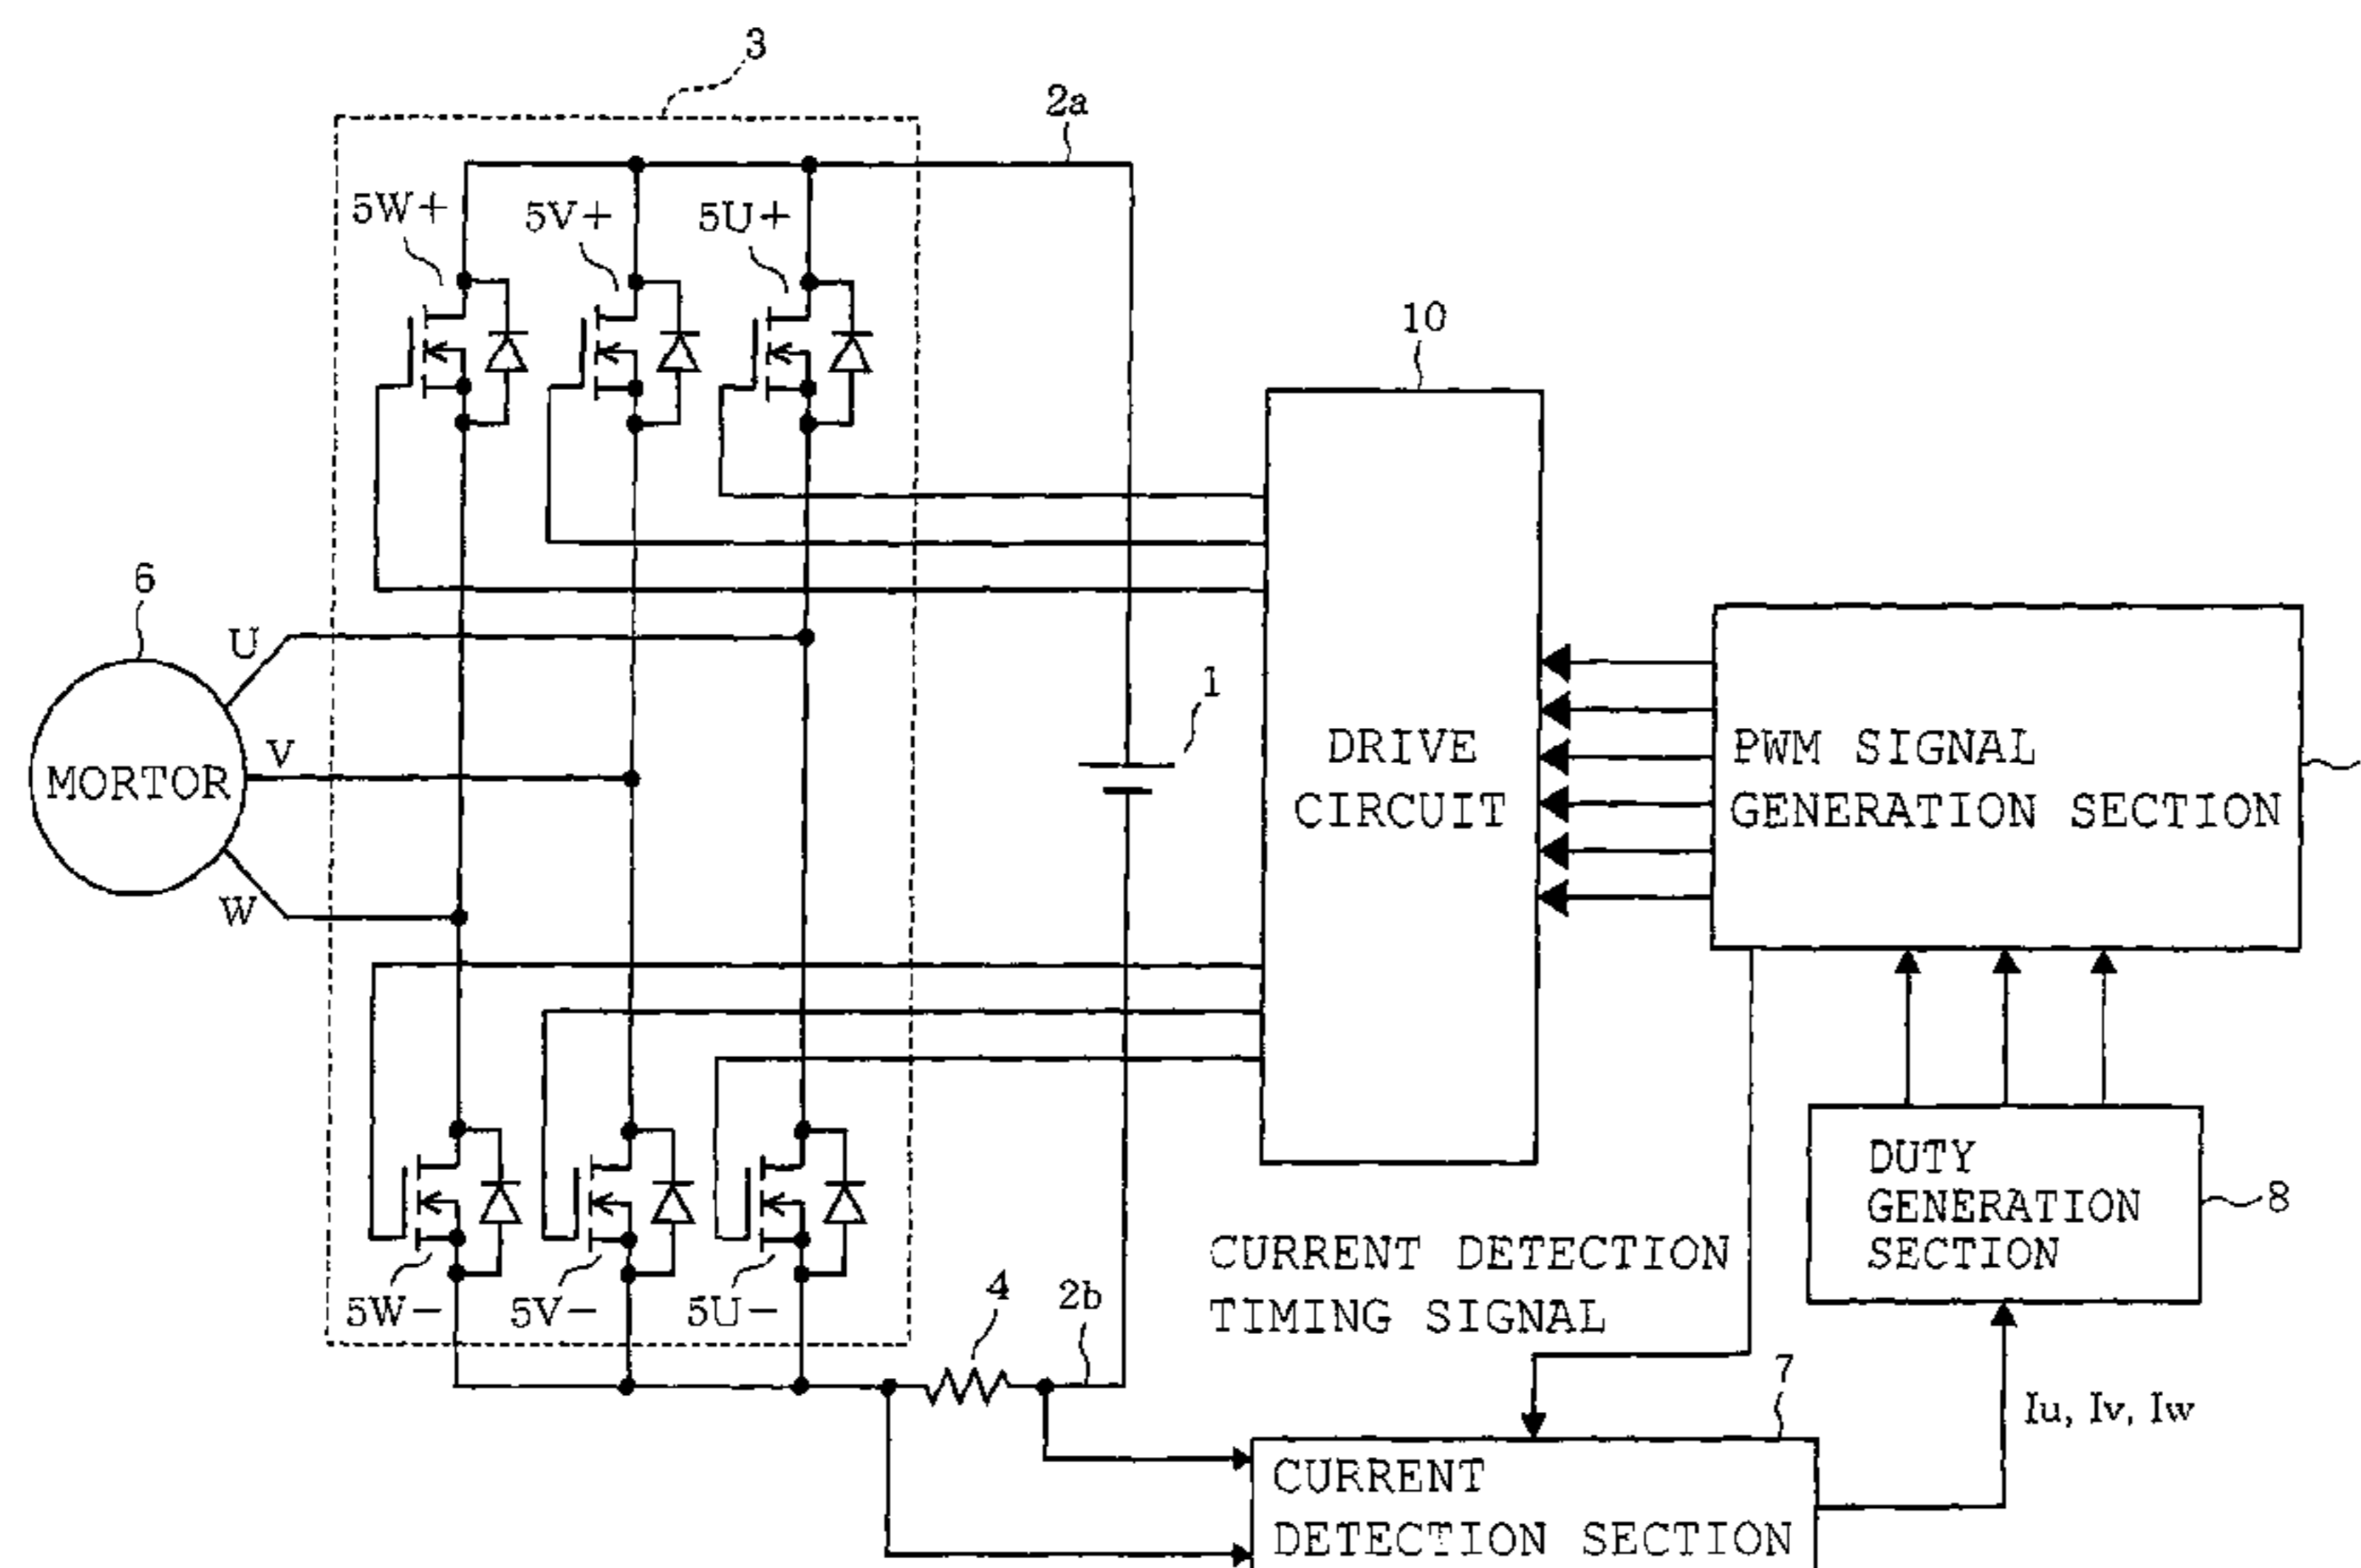 3
2a
5W+
5V+
5U+
10
6
U
1
V
MORTOR
DRIVE
CIRCUIT
PWM SIGNAL
GENERATION SECTION
W
DUTY
GENERATION
SECTION
8
CURRENT DETECTION
TIMING SIGNAL
5W−
5V−
5U−
4
2b
7
Iu, Iv, Iw
CURRENT
DETECTION SECTION